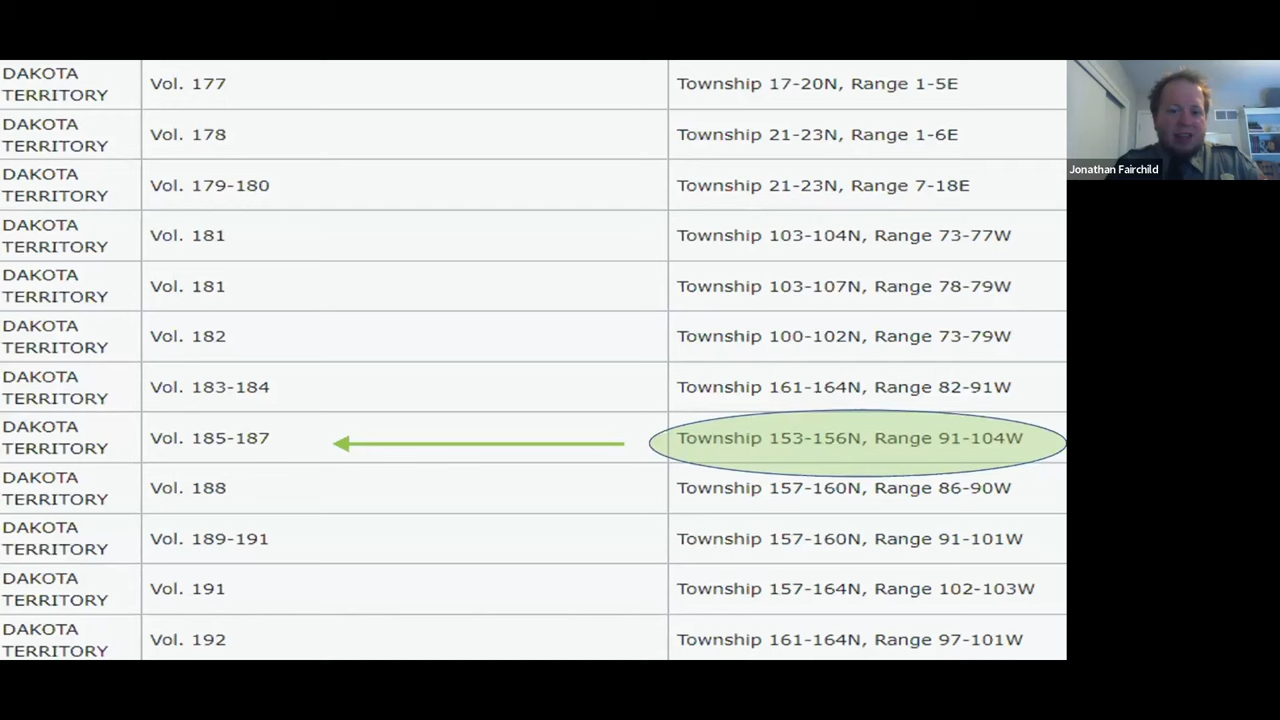 DAKOTA
TERRITORY
Vol. 177
Township 17-20N, Range 1-5E
DAKOTA
TERRITORY
Vol. 178
Township 21-23N, Range 1-6E
DAKOTA
TERRITORY
Vol. 179-180
Township 21-23N, Range 7-18E
DAKOTA
TERRITORY
Vol. 181
Township 103-104N, Range 73-77W
DAKOTA
TERRITORY
Vol. 181
Township 103-107N, Range 78-79W
DAKOTA
TERRITORY
Vol. 182
Township 100-102N, Range 73-79W
DAKOTA
TERRITORY
Vol. 183-184
Township 161-164N, Range 82-91W
DAKOTA
TERRITORY
Vol. 185-187
Township 153-156N, Range 91-104W
DAKOTA
TERRITORY
Vol. 188
Township 157-160N, Range 86-90W
DAKOTA
TERRITORY
Vol. 189-191
Township 157-160N, Range 91-101W
DAKOTA
TERRITORY
Vol. 191
Township 157-164N, Range 102-103W
DAKOTA
TERRITORY
Vol. 192
Township 161-164N, Range 97-101W
Jonathan Fairchild